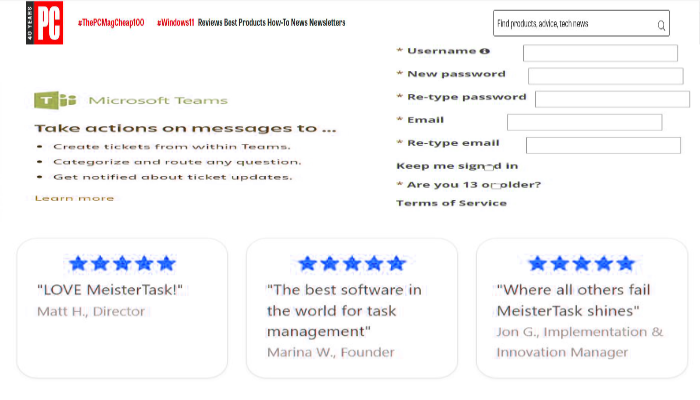 40 YEARS
PC
#ThePCMagCheap100 #Windows11 Reviews Best Products How-To News Newsletters
Find products, advice, tech news
Microsoft Teams
Take actions on messages to ...
• Create tickets from within Teams.
• Categorize and route any question.
• Get notified about ticket updates.
Learn more
* Username
* New password
* Re-type password
* Email
* Re-type email
Keep me signed in
* Are you 13 or older?
Terms of Service
"LOVE MeisterTask!"
Matt H., Director
"The best software in
the world for task
management"
Marina W., Founder
"Where all others fail
MeisterTask shines"
Jon G., Implementation &
Innovation Manager